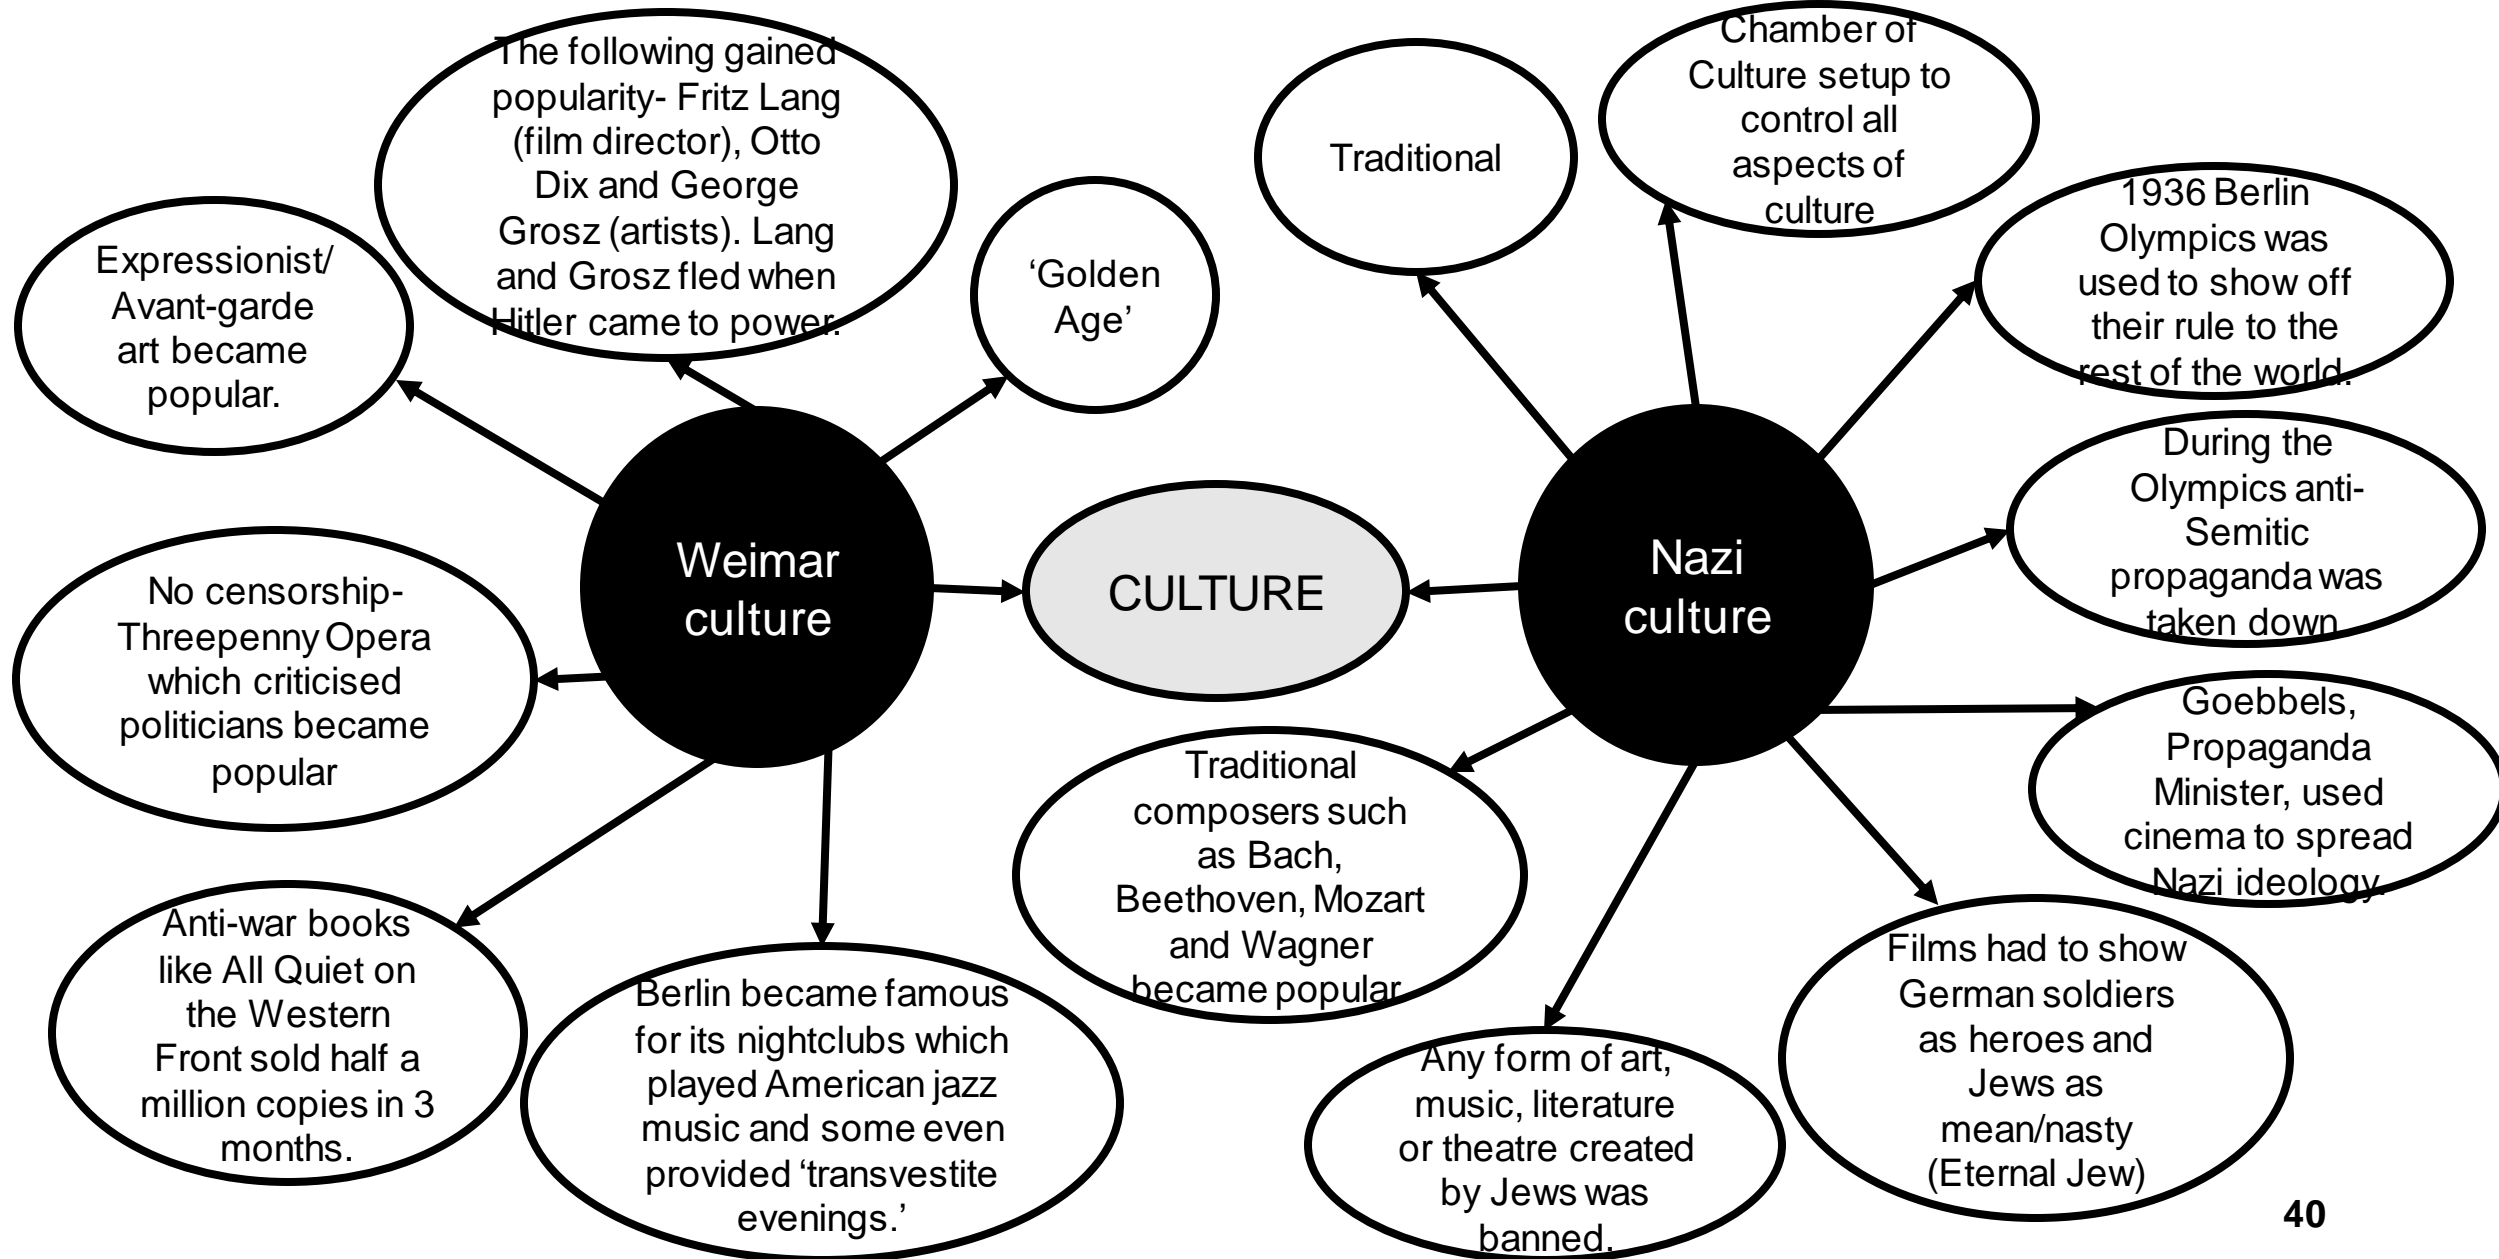 The following gained
popularity- Fritz Lang
(film director), Otto
Dix and George
Grosz (artists). Lang
and Grosz fled when
Hitler came to power.
Expressionist/
Avant-garde
art became
popular.
‘Golden
Age’
Weimar
culture
No censorship-
Threepenny Opera
which criticised
politicians became
popular
Anti-war books
like All Quiet on
the Western
Front sold half a
million copies in 3
months.
Berlin became famous
for its nightclubs which
played American jazz
music and some even
provided ‘transvestite
evenings.’
CULTURE
Traditional
Chamber of
Culture setup to
control all
aspects of
culture
1936 Berlin
Olympics was
used to show off
their rule to the
rest of the world.
Nazi
culture
During the
Olympics anti-
Semitic
propaganda was
taken down
Goebbels,
Propaganda
Minister, used
cinema to spread
Nazi ideology.
Traditional
composers such
as Bach,
Beethoven, Mozart
and Wagner
became popular
Any form of art,
music, literature
or theatre created
by Jews was
banned.
Films had to show
German soldiers
as heroes and
Jews as
mean/nasty
(Eternal Jew)
40